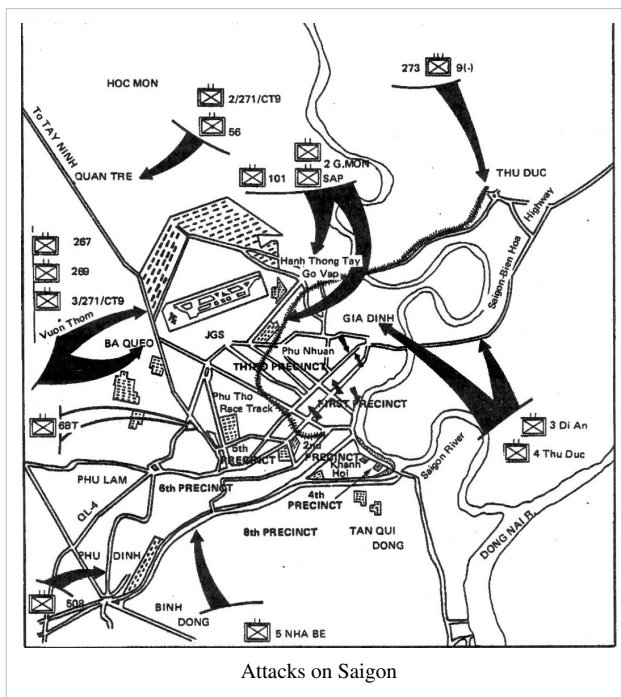 273
9(-)
HOC MON
2/271/CT9
56
To TAY NINH
QUAN TRE
2 G.MON
101
SAP
THU DUC
Highway
Saigon-Bien Hoa
267
269
3/271/CT9
Vuon Thom
BA QUEO
Hanh Thong Tay
Go Vap
JGS
GIA DINH
Phu Nhuan
THIRD PRECINCT
Phu Tho
Race Track
FIRST PRECINCT
68T
5th
PRECINCT
2nd
PRECINCT
3 Di An
4 Thu Duc
PHU LAM
6th PRECINCT
Khanh
Hoi
4th
PRECINCT
Saigon River
QL-4
8th PRECINCT
TAN QUI
DONG
DONG NAI R.
PHU DINH
508
BINH
DONG
5 NHA BE
Attacks on Saigon